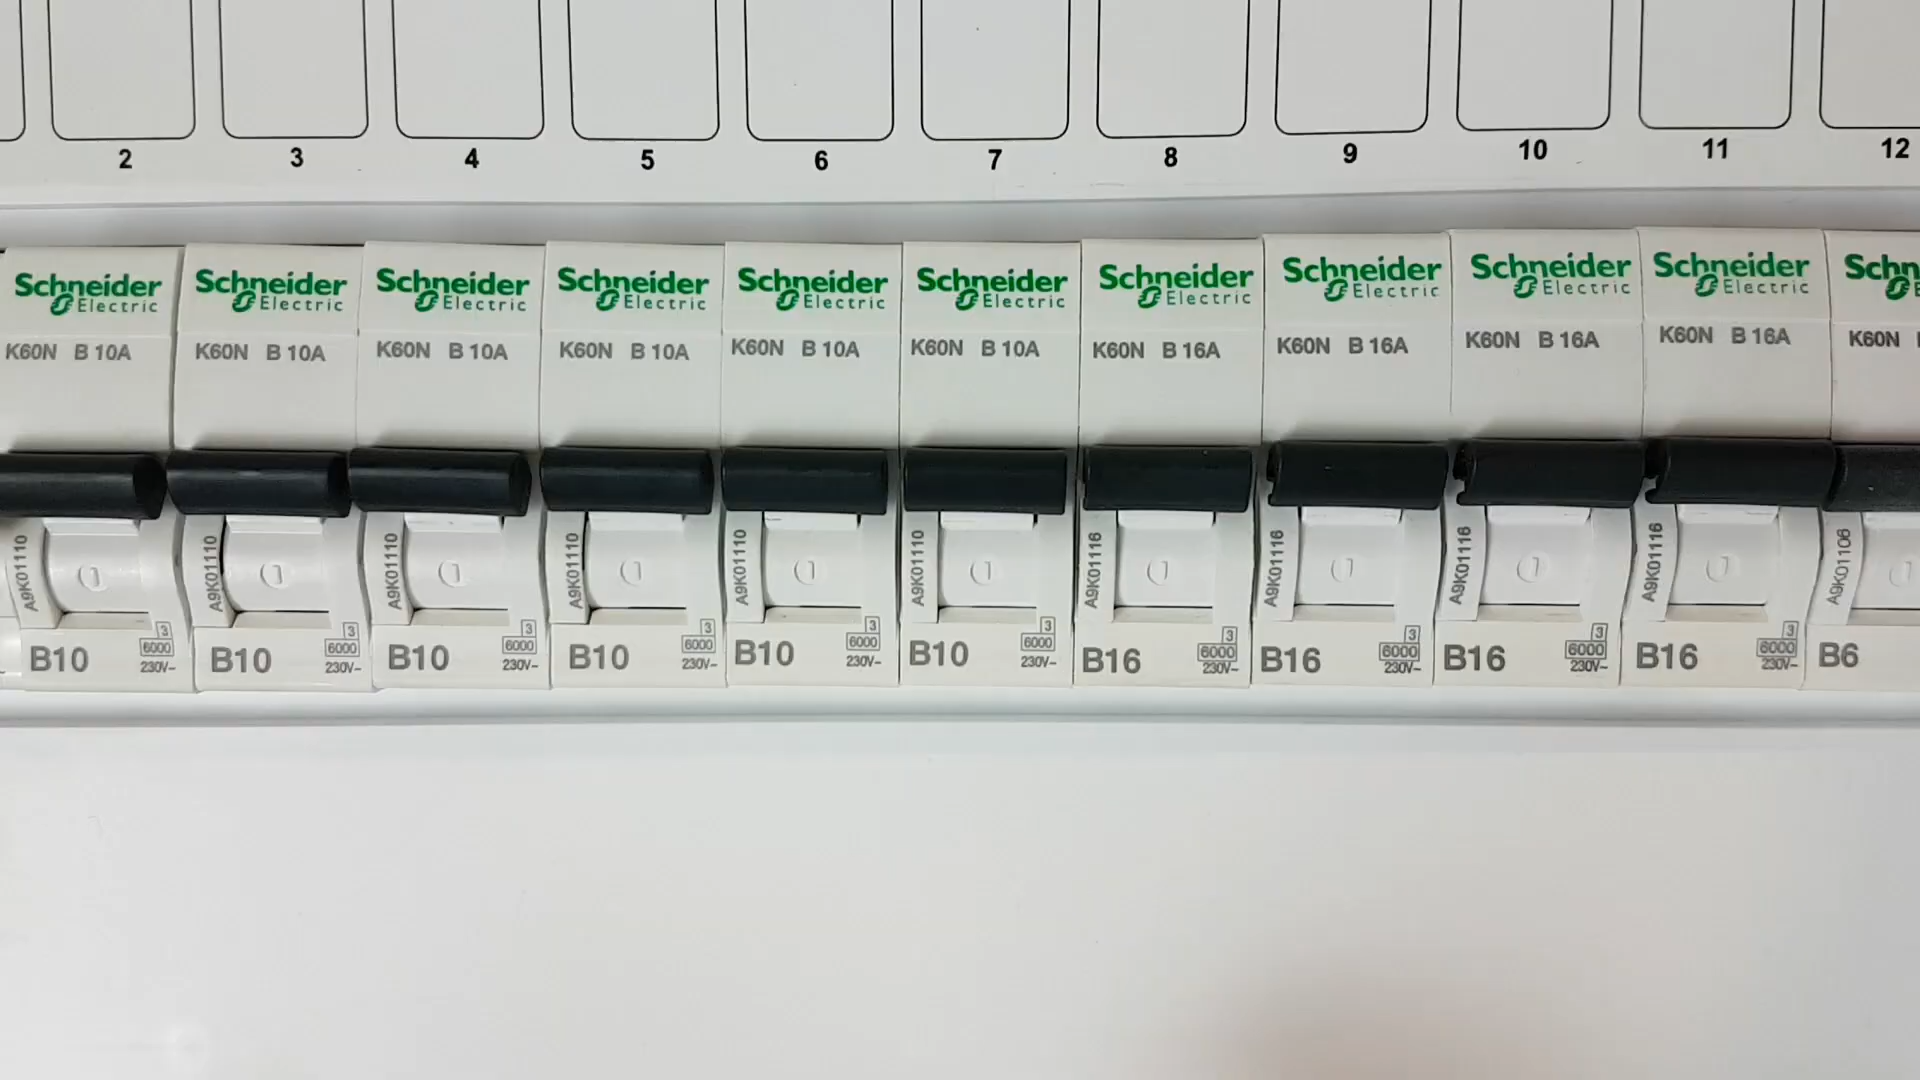 2 3 4 5 6 7 8 9 10 11 12
Schneider Schneider Schneider Schneider Schneider Schneider Schneider Schneider Schneider Schneider Schn
Electric Electric Electric Electric Electric Electric Electric Electric Electric Electric E
K60N B 10A K60N B 10A K60N B 10A K60N B 10A K60N B 10A K60N B 10A K60N B 16A K60N B 16A K60N B 16A K60N B 16A K60N
A9K01110 A9K01110 A9K01110 A9K01110 A9K01110 A9K01110 A9K01116 A9K01116 A9K01116 A9K01116 A9K01106
3 3 3 3 3 3 3 3 3 3
6000 6000 6000 6000 6000 6000 6000 6000 6000 6000
B10 B10 B10 B10 B10 B10 B16 B16 B16 B16 B6
230V~ 230V~ 230V~ 230V~ 230V~ 230V~ 230V~ 230V~ 230V~ 230V~